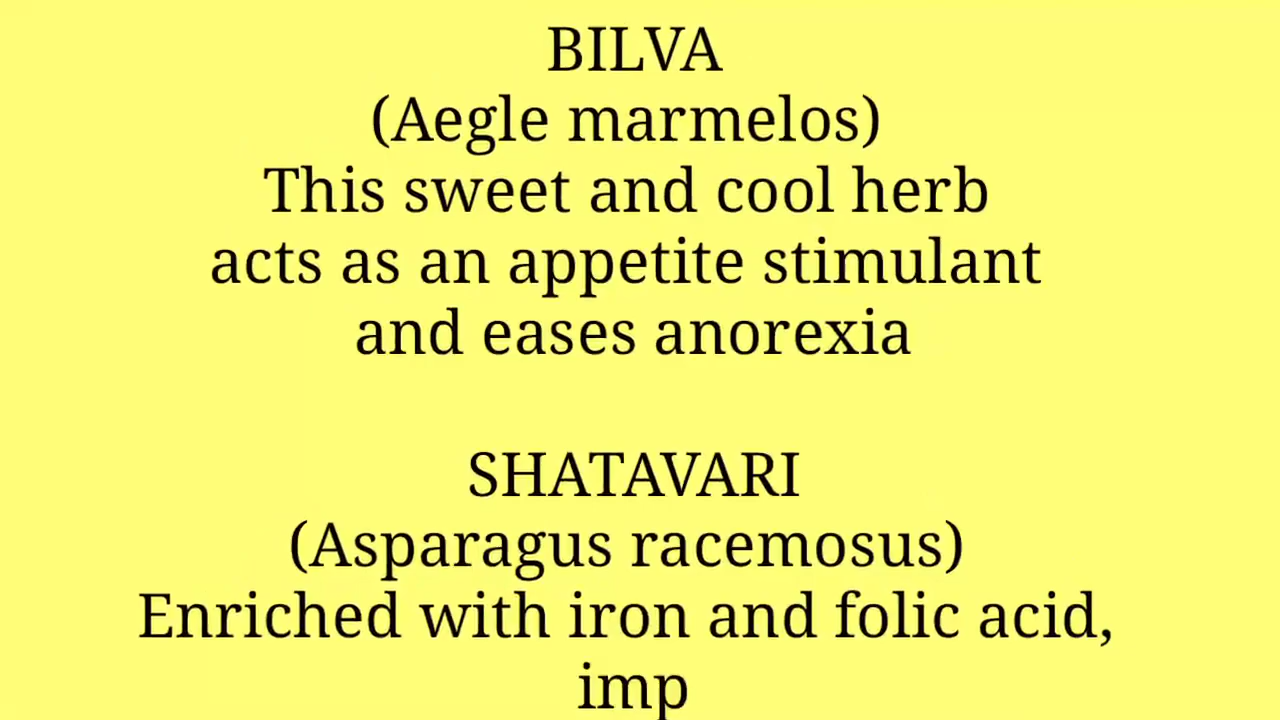 BILVA
(Aegle marmelos)
This sweet and cool herb
acts as an appetite stimulant
and eases anorexia
SHATAVARI
(Asparagus racemosus)
Enriched with iron and folic acid,
imp